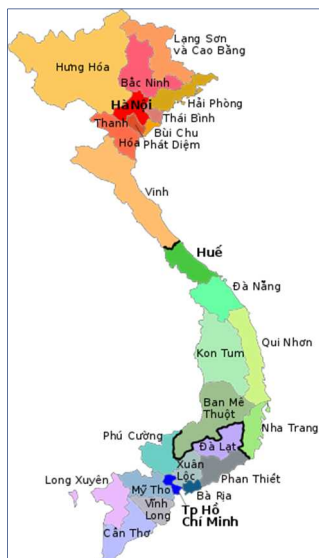 Lạng Sơn
và Cao Bằng
Hưng Hóa
Bắc Ninh
Hà Nội
Hải Phòng
Thái Bình
Thanh
Hóa
Bùi Chu
Phát Diệm
Vinh
Huế
Đà Nẵng
Qui Nhơn
Kon Tum
Ban Mê
Thuột
Nha Trang
Phú Cường
Đà Lạt
Xuân
Lộc
Phan Thiết
Long Xuyên
Mỹ Tho
Bà Rịa
Vĩnh
Long
Tp Hồ
Chí Minh
Cần Thơ